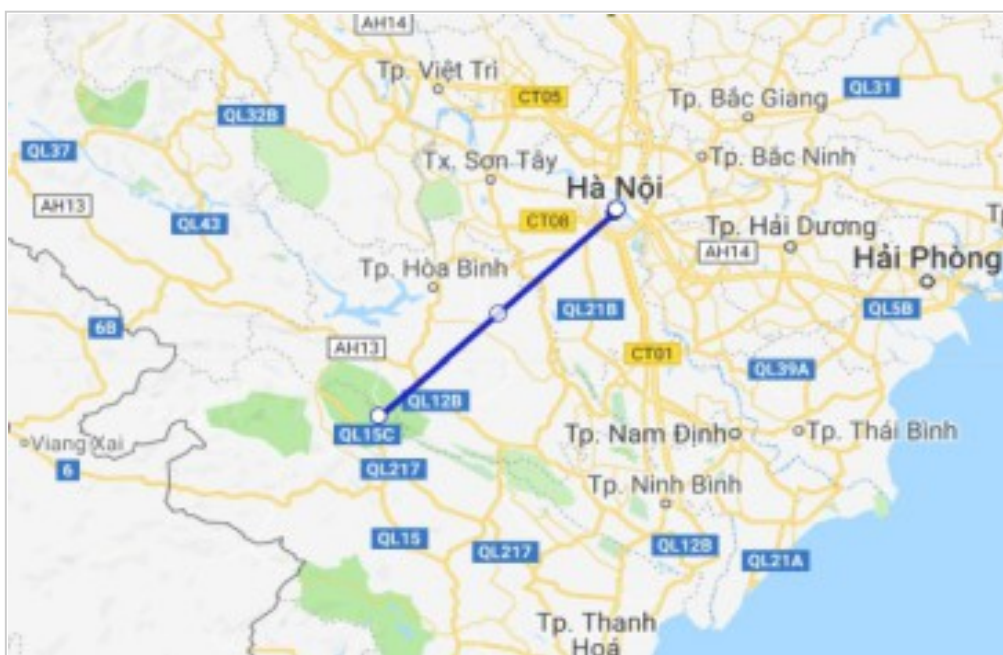 AH14
Tp. Việt Trì
QL31
CT05
Tp. Bắc Giang
QL32B
QL37
Tx. Sơn Tây
Tp. Bắc Ninh
Hà Nội
AH13
QL43
CT08
Tp. Hải Dương
AH14
Hải Phòng
Tp. Hòa Bình
QL21B
QL5B
6B
AH13
CT01
QL39A
QL12B
QL15C
Viang Xai
Tp. Nam Định
Tp. Thái Bình
6
QL217
Tp. Ninh Bình
QL15
QL217
QL12B
QL21A
Tp. Thanh
Hoá